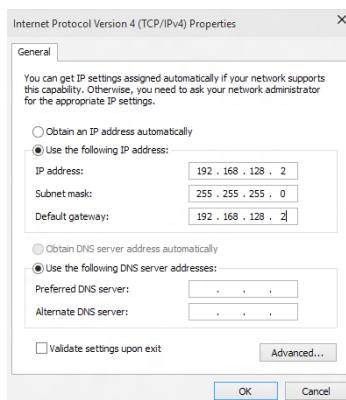 Internet Protocol Version 4 (TCP/IPv4) Properties
General
You can get IP settings assigned automatically if your network supports
this capability. Otherwise, you need to ask your network administrator
for the appropriate IP settings.
Obtain an IP address automatically
Use the following IP address:
IP address: 192 . 168 . 128 . 2
Subnet mask: 255 . 255 . 255 . 0
Default gateway: 192 . 168 . 128 . 2
Obtain DNS server address automatically
Use the following DNS server addresses:
Preferred DNS server: . . .
Alternate DNS server: . . .
Validate settings upon exit
Advanced...
OK Cancel